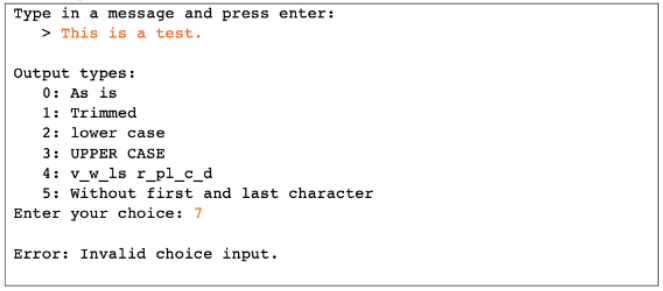 Type in a message and press enter:
> This is a test.
Output types:
0: As is
1: Trimmed
2: lower case
3: UPPER CASE
4: v_w_ls r_pl_c_d
5: Without first and last character
Enter your choice: 7
Error: Invalid choice input.